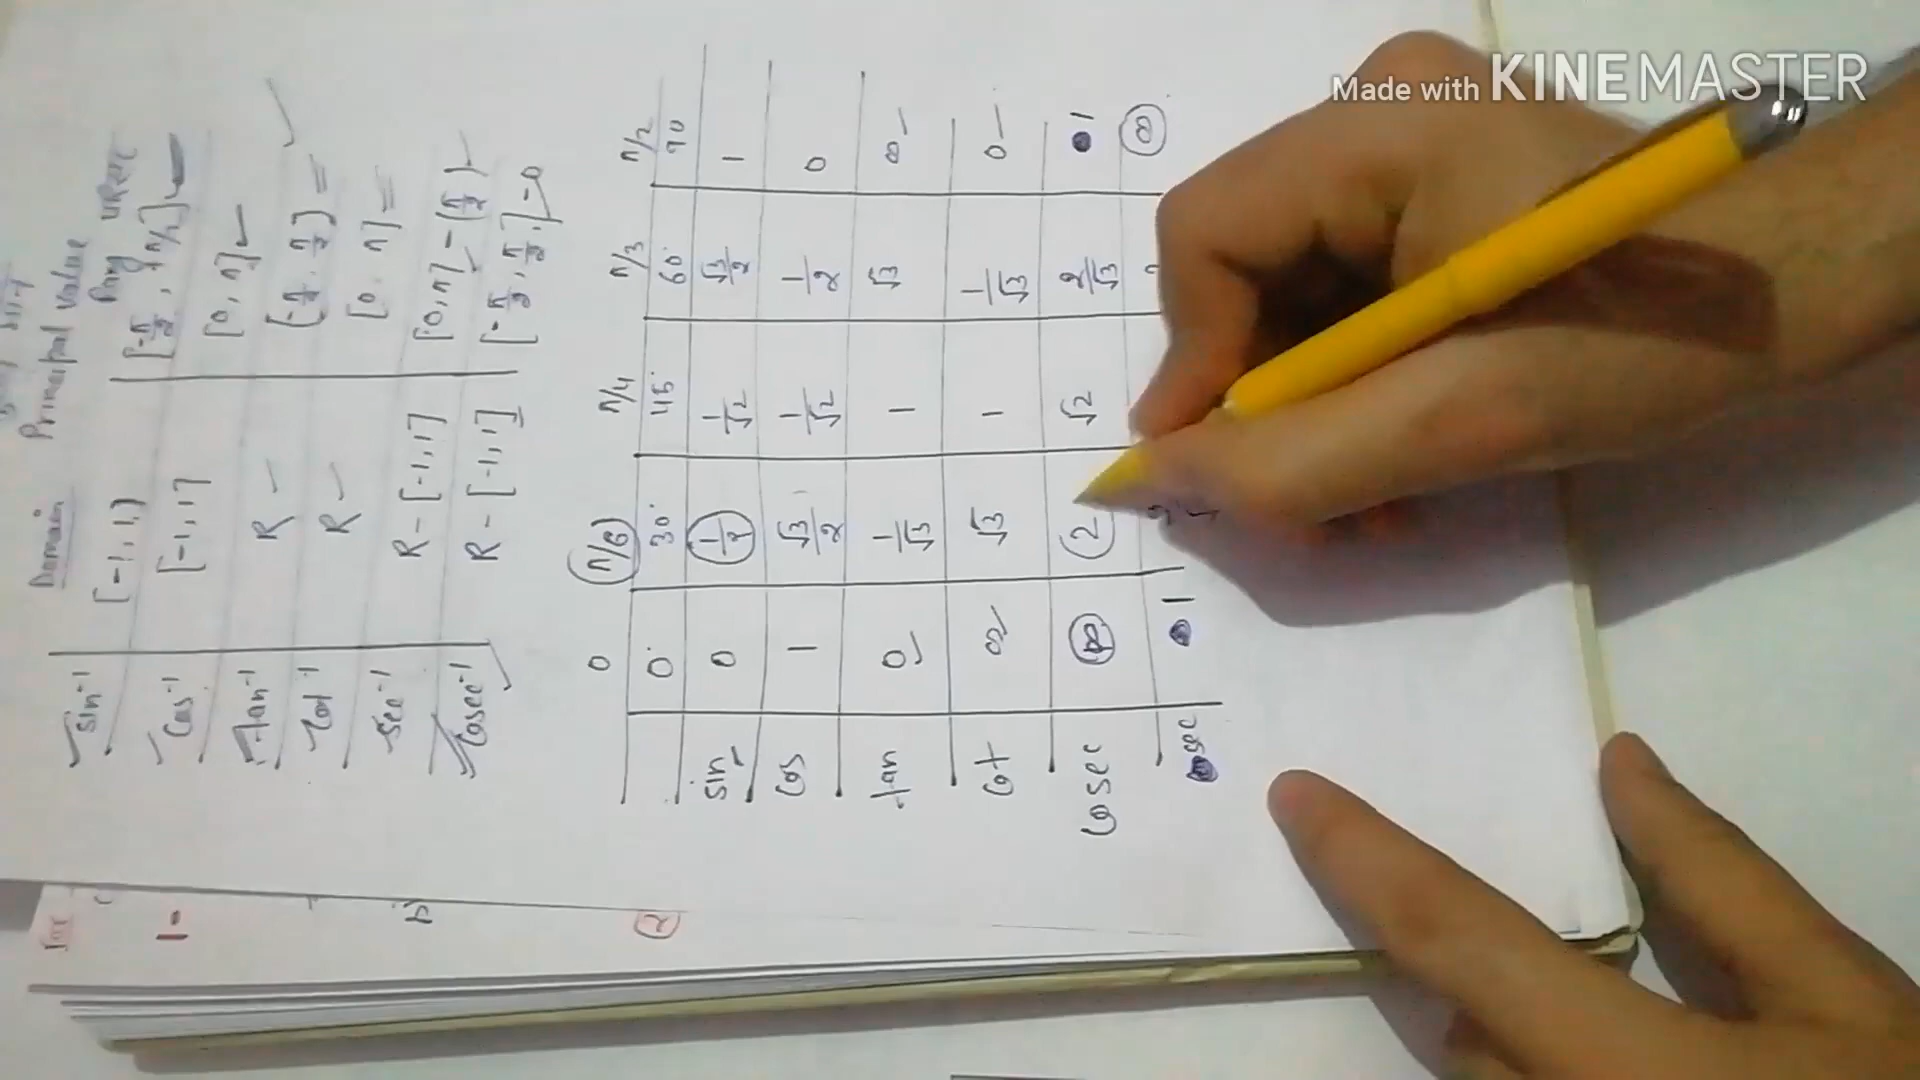 Made with KINEMASTER
Domain Principal value
sin⁻¹ [-1,1] [-π/2, +π/2]
cos⁻¹ [-1,1] [0, π]
tan⁻¹ R - (-π/2, π/2) =
cot⁻¹ R - [0, π] =
sec⁻¹ R - [-1,1] [0, π] - {π/2}
cosec⁻¹ R - [-1,1] [-π/2, π/2] - 0
0 π/6 π/4 π/3 π/2
0° 30° 45° 60° 90
sin 0 1/2 1/√2 √3/2 1
cos 1 √3/2 1/√2 1/2 0
tan 0 1/√3 1 √3 ∞
cot ∞ √3 1 1/√3 0
cosec ∞ 2 √2 2/√3 1
sec 1 ∞
1-
2